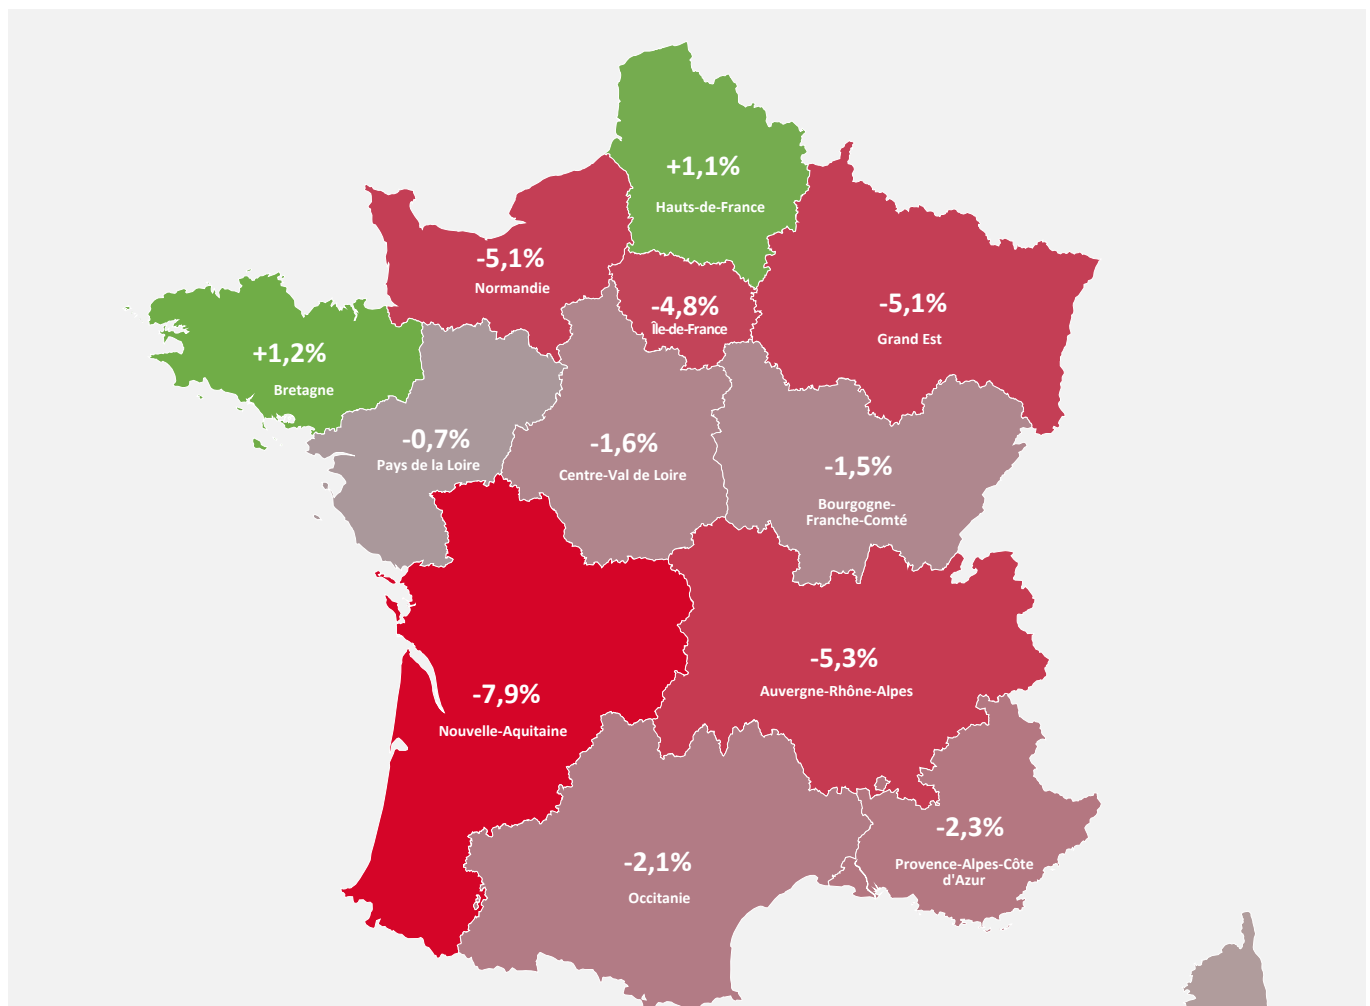 +1,1%
Hauts-de-France
-5,1%
Normandie
-4,8%
Île-de-France
-5,1%
Grand Est
+1,2%
Bretagne
-0,7%
Pays de la Loire
-1,6%
Centre-Val de Loire
-1,5%
Bourgogne-
Franche-Comté
-7,9%
Nouvelle-Aquitaine
-5,3%
Auvergne-Rhône-Alpes
-2,1%
Occitanie
-2,3%
Provence-Alpes-Côte
d'Azur